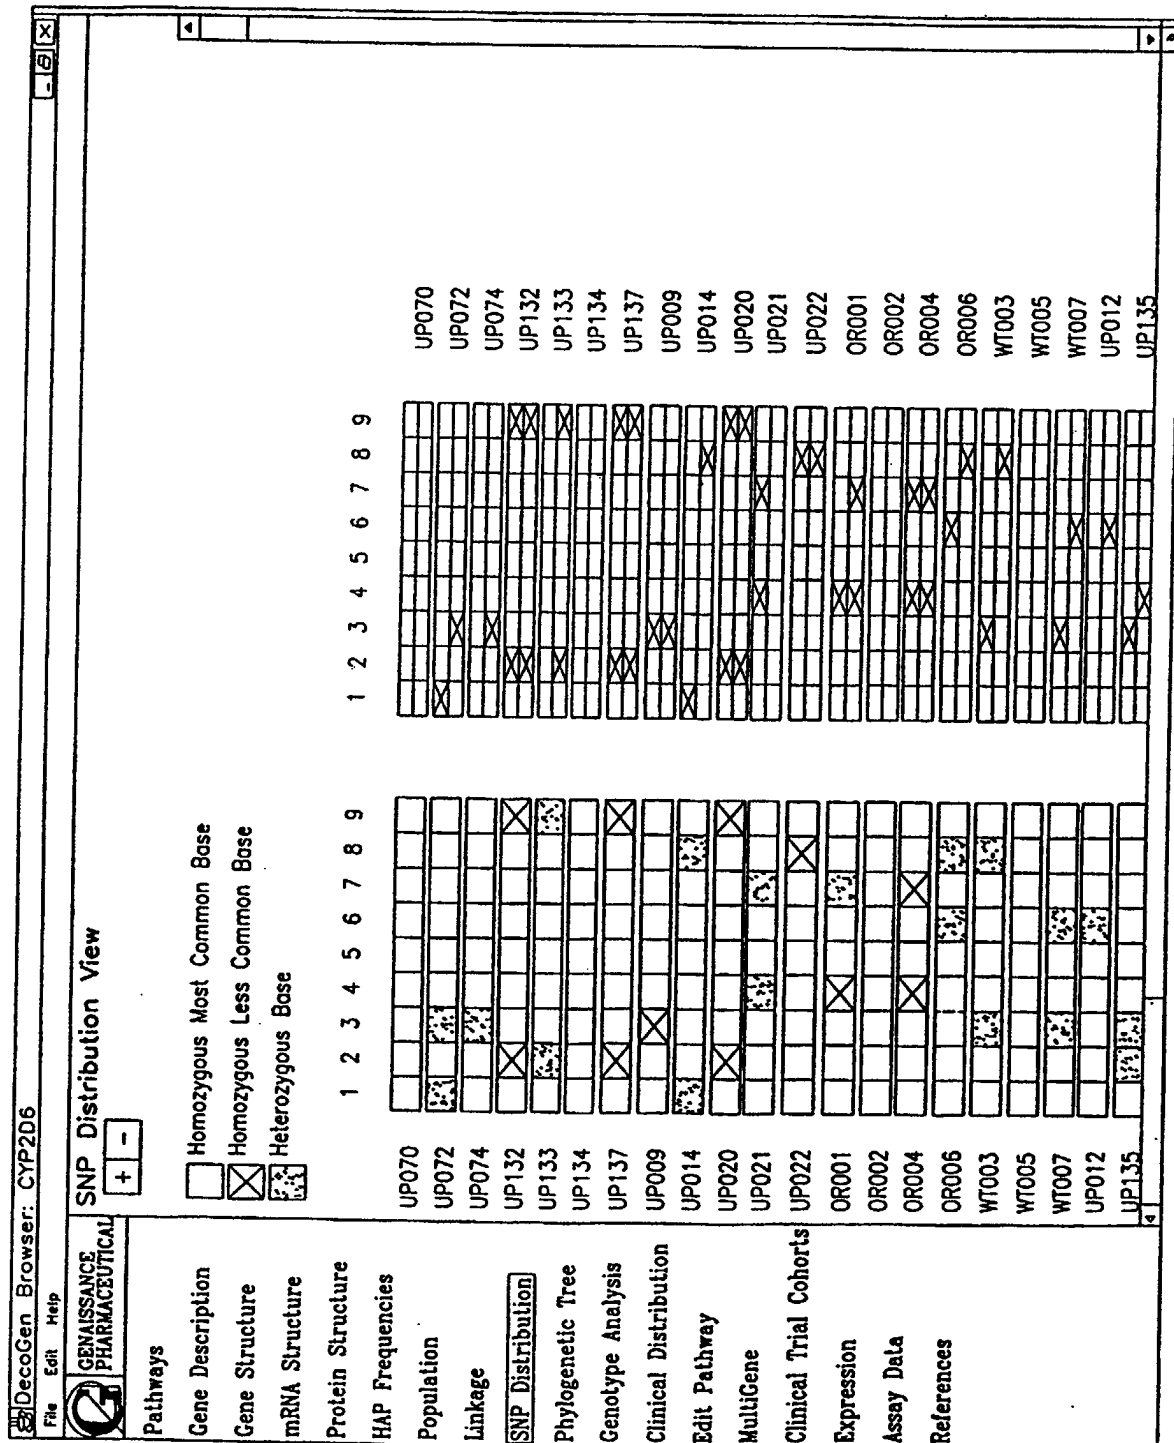 DecoGen Browser: CYP2D6
File Edit Help
GENAISSANCE
PHARMACEUTICAL
SNP Distribution View
+ -
Pathways
Gene Description
Gene Structure
mRNA Structure
Protein Structure
HAP Frequencies
Population
Linkage
SNP Distribution
Phylogenetic Tree
Genotype Analysis
Clinical Distribution
Edit Pathway
MultiGene
Clinical Trial Cohorts
Expression
Assay Data
References
Homozygous Most Common Base
Homozygous Less Common Base
Heterozygous Base
1 2 3 4 5 6 7 8 9 1 2 3 4 5 6 7 8 9
UP070 UP070
UP072 UP072
UP074 UP074
UP132 UP132
UP133 UP133
UP134 UP134
UP137 UP137
UP009 UP009
UP014 UP014
UP020 UP020
UP021 UP021
UP022 UP022
OR001 OR001
OR002 OR002
OR004 OR004
OR006 OR006
WT003 WT003
WT005 WT005
WT007 WT007
UP012 UP012
UP135 UP135